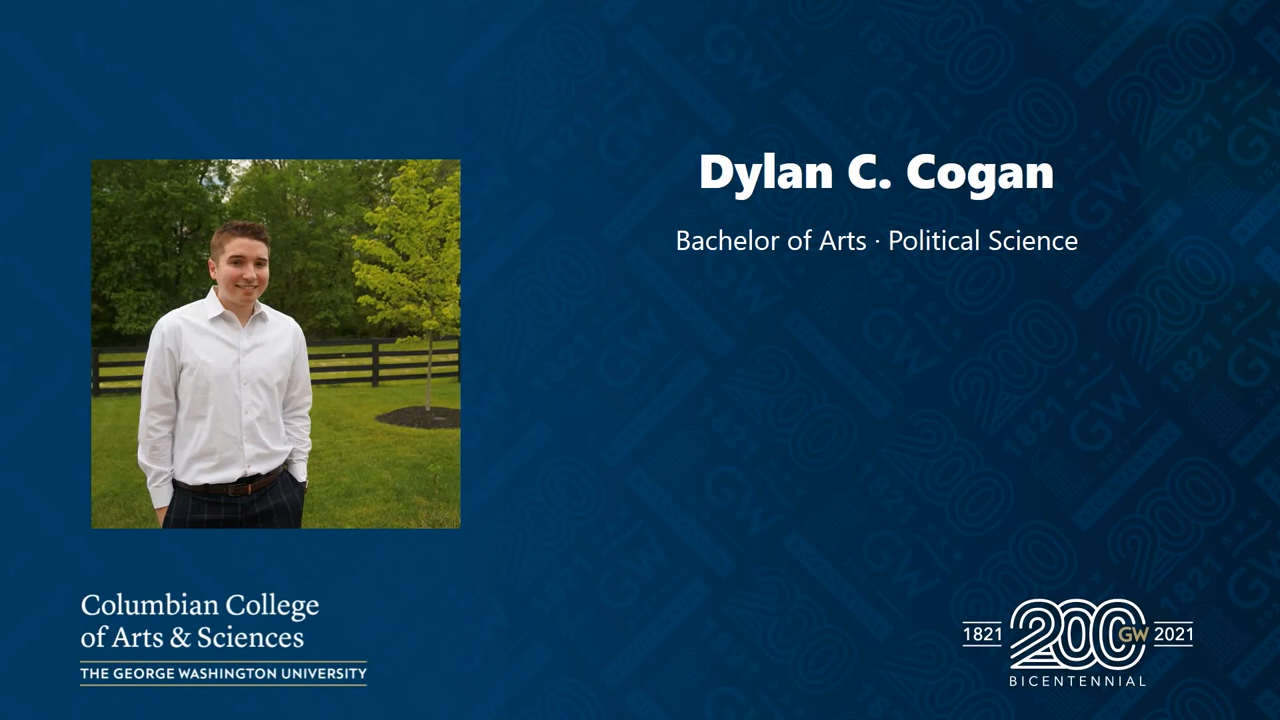 Dylan C. Cogan
Bachelor of Arts · Political Science
Columbian College
of Arts & Sciences
THE GEORGE WASHINGTON UNIVERSITY
1821 200 GW 2021
BICENTENNIAL